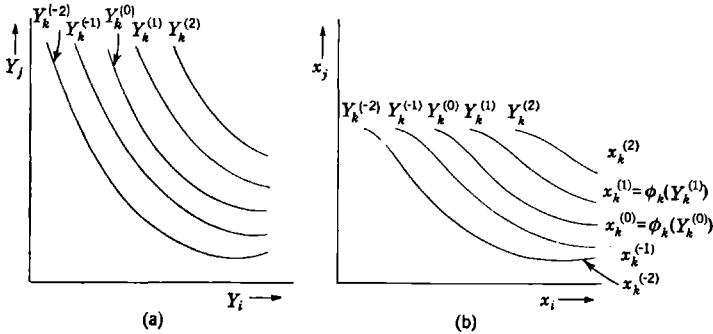 Y_k^(-2) Y_k^(-1) Y_k^(0) Y_k^(1) Y_k^(2)
Y_j
Y_i
(a)
x_j
Y_k^(-2) Y_k^(-1) Y_k^(0) Y_k^(1) Y_k^(2)
x_k^(2)
x_k^(1) = ϕ_k(Y_k^(1))
x_k^(0) = ϕ_k(Y_k^(0))
x_k^(-1)
x_k^(-2)
x_i
(b)